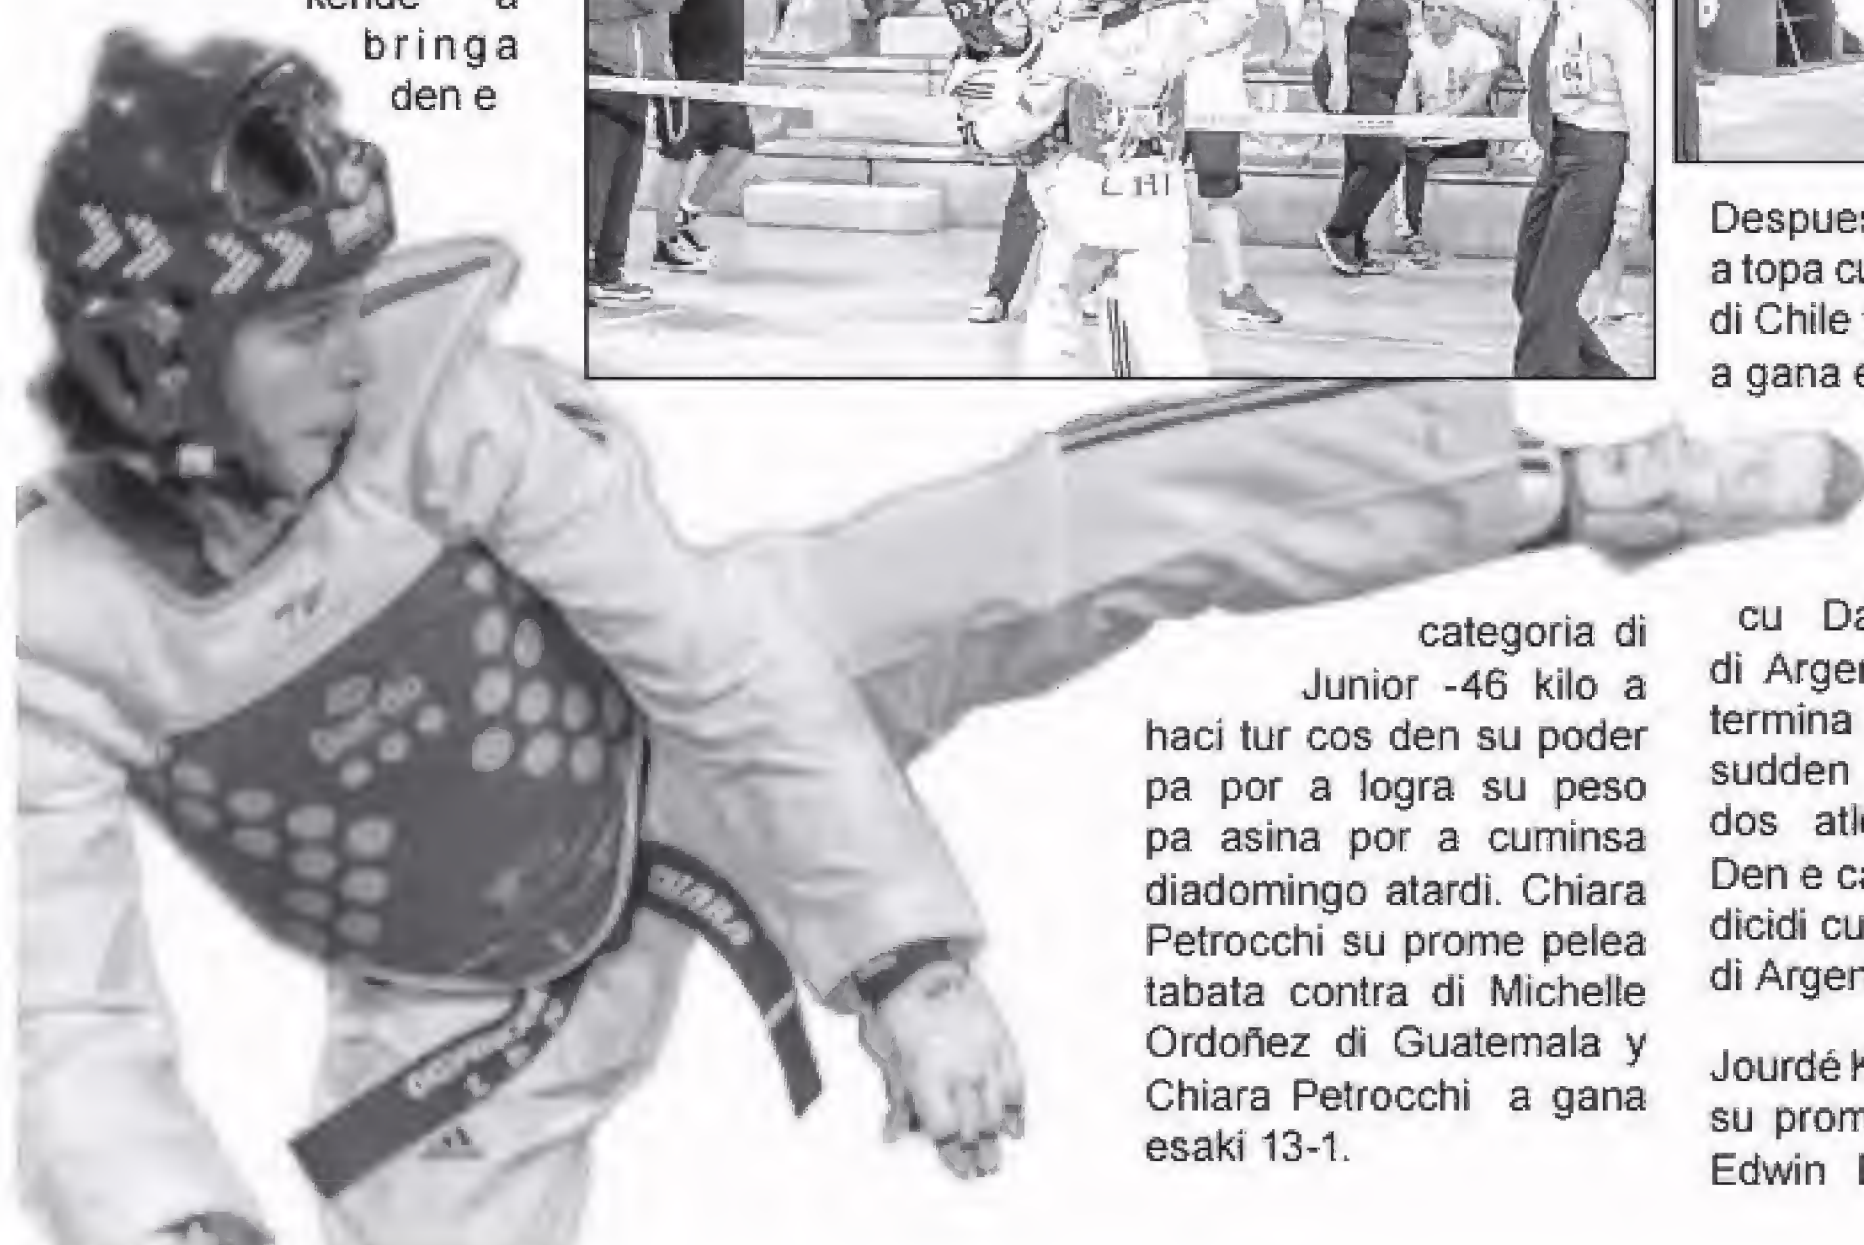 a
bringa
den e
categoria di
Junior -46 kilo a
haci tur cos den su poder
pa por a logra su peso
pa asina por a cuminsa
diadomingo atardi. Chiara
Petrocchi su prome pelea
tabata contra di Michelle
Ordoñez di Guatemala y
Chiara Petrocchi a gana
esaki 13-1.
Despues
a topa cu
di Chile
a gana e
cu
di
termina
sudden
dos
Den e
dicidi cu
di
Jourdé
su
Edwin